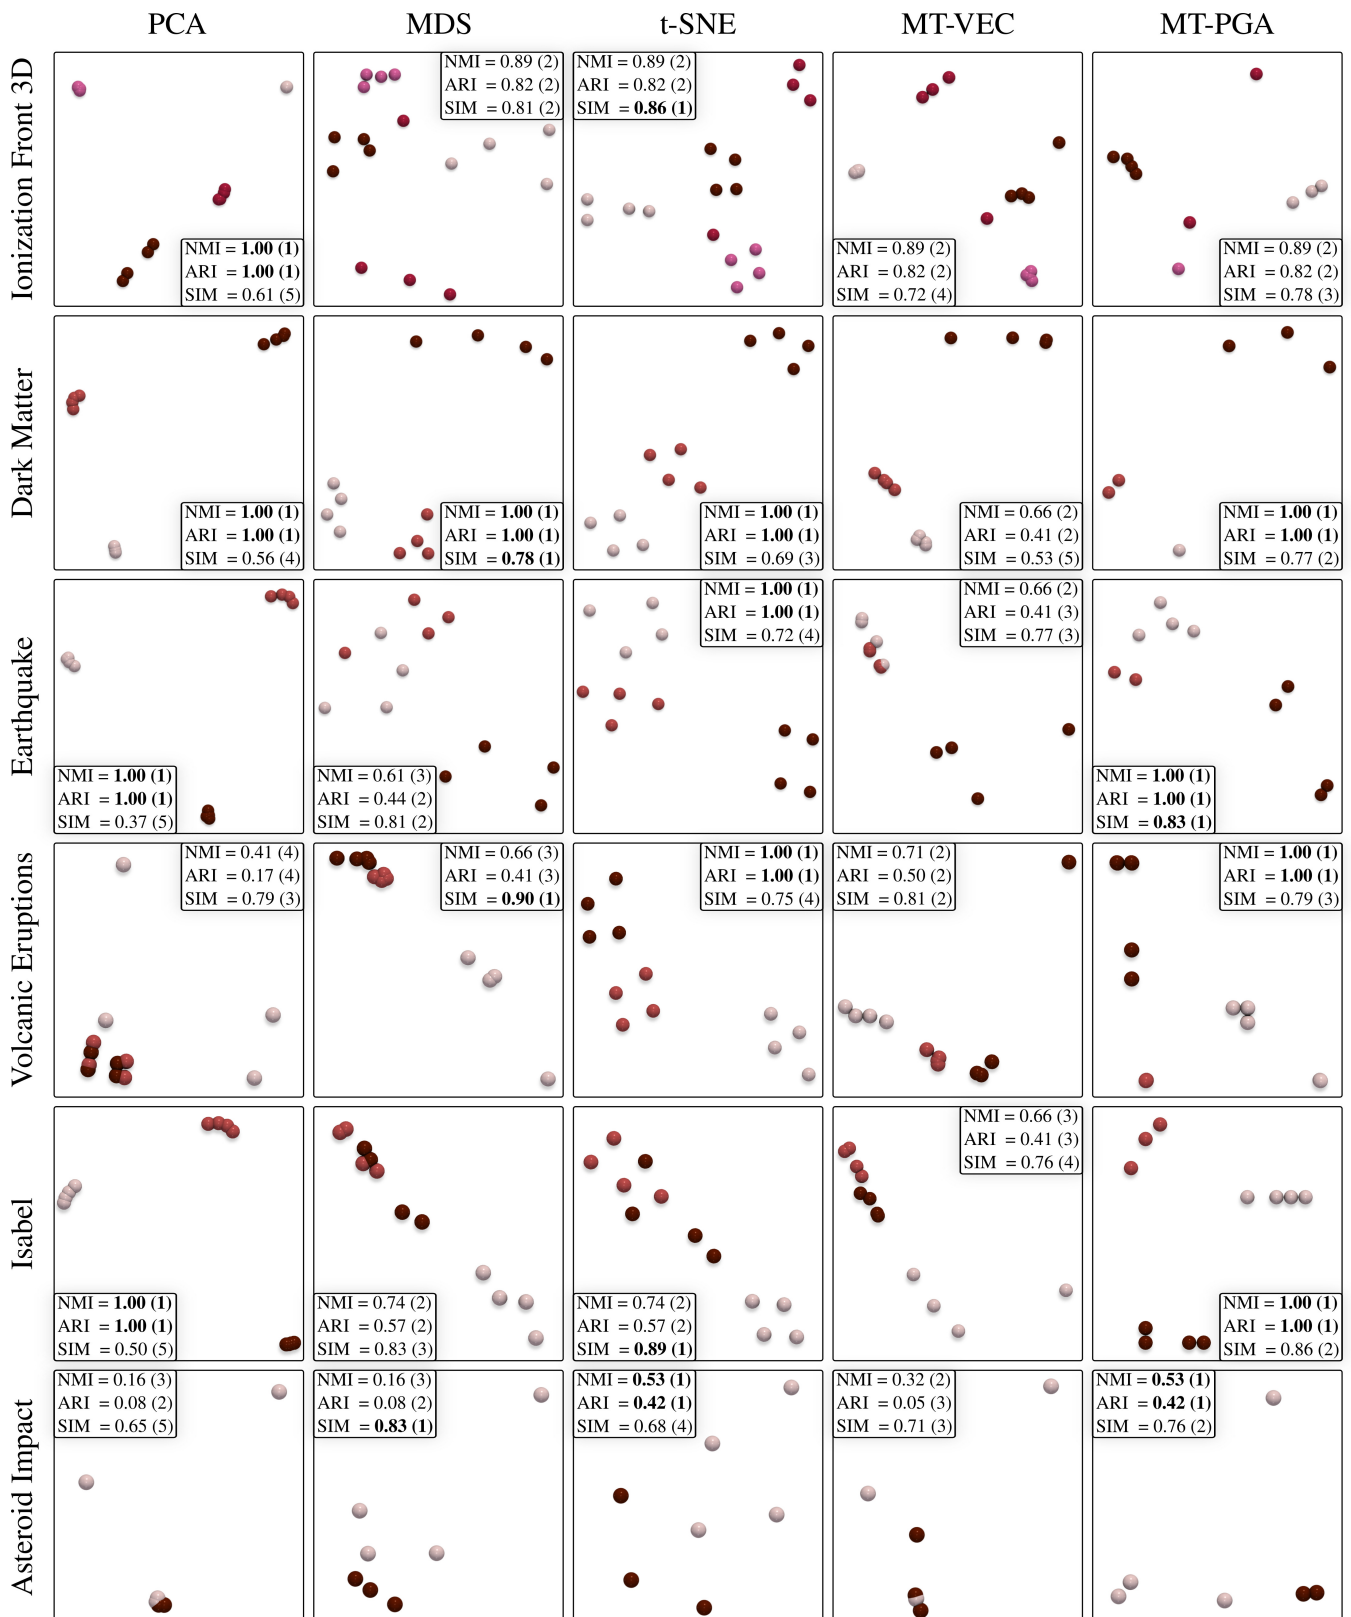 PCA MDS t-SNE MT-VEC MT-PGA
Ionization Front 3D
NMI = 1.00 (1)
ARI = 1.00 (1)
SIM = 0.61 (5)
NMI = 0.89 (2)
ARI = 0.82 (2)
SIM = 0.81 (2)
NMI = 0.89 (2)
ARI = 0.82 (2)
SIM = 0.86 (1)
NMI = 0.89 (2)
ARI = 0.82 (2)
SIM = 0.72 (4)
NMI = 0.89 (2)
ARI = 0.82 (2)
SIM = 0.78 (3)
Dark Matter
NMI = 1.00 (1)
ARI = 1.00 (1)
SIM = 0.56 (4)
NMI = 1.00 (1)
ARI = 1.00 (1)
SIM = 0.78 (1)
NMI = 1.00 (1)
ARI = 1.00 (1)
SIM = 0.69 (3)
NMI = 0.66 (2)
ARI = 0.41 (2)
SIM = 0.53 (5)
NMI = 1.00 (1)
ARI = 1.00 (1)
SIM = 0.77 (2)
Earthquake
NMI = 1.00 (1)
ARI = 1.00 (1)
SIM = 0.37 (5)
NMI = 0.61 (3)
ARI = 0.44 (2)
SIM = 0.81 (2)
NMI = 1.00 (1)
ARI = 1.00 (1)
SIM = 0.72 (4)
NMI = 0.66 (2)
ARI = 0.41 (3)
SIM = 0.77 (3)
NMI = 1.00 (1)
ARI = 1.00 (1)
SIM = 0.83 (1)
Volcanic Eruptions
NMI = 0.41 (4)
ARI = 0.17 (4)
SIM = 0.79 (3)
NMI = 0.66 (3)
ARI = 0.41 (3)
SIM = 0.90 (1)
NMI = 1.00 (1)
ARI = 1.00 (1)
SIM = 0.75 (4)
NMI = 0.71 (2)
ARI = 0.50 (2)
SIM = 0.81 (2)
NMI = 1.00 (1)
ARI = 1.00 (1)
SIM = 0.79 (3)
Isabel
NMI = 1.00 (1)
ARI = 1.00 (1)
SIM = 0.50 (5)
NMI = 0.74 (2)
ARI = 0.57 (2)
SIM = 0.83 (3)
NMI = 0.74 (2)
ARI = 0.57 (2)
SIM = 0.89 (1)
NMI = 0.66 (3)
ARI = 0.41 (3)
SIM = 0.76 (4)
NMI = 1.00 (1)
ARI = 1.00 (1)
SIM = 0.86 (2)
Asteroid Impact
NMI = 0.16 (3)
ARI = 0.08 (2)
SIM = 0.65 (5)
NMI = 0.16 (3)
ARI = 0.08 (2)
SIM = 0.83 (1)
NMI = 0.53 (1)
ARI = 0.42 (1)
SIM = 0.68 (4)
NMI = 0.32 (2)
ARI = 0.05 (3)
SIM = 0.71 (3)
NMI = 0.53 (1)
ARI = 0.42 (1)
SIM = 0.76 (2)